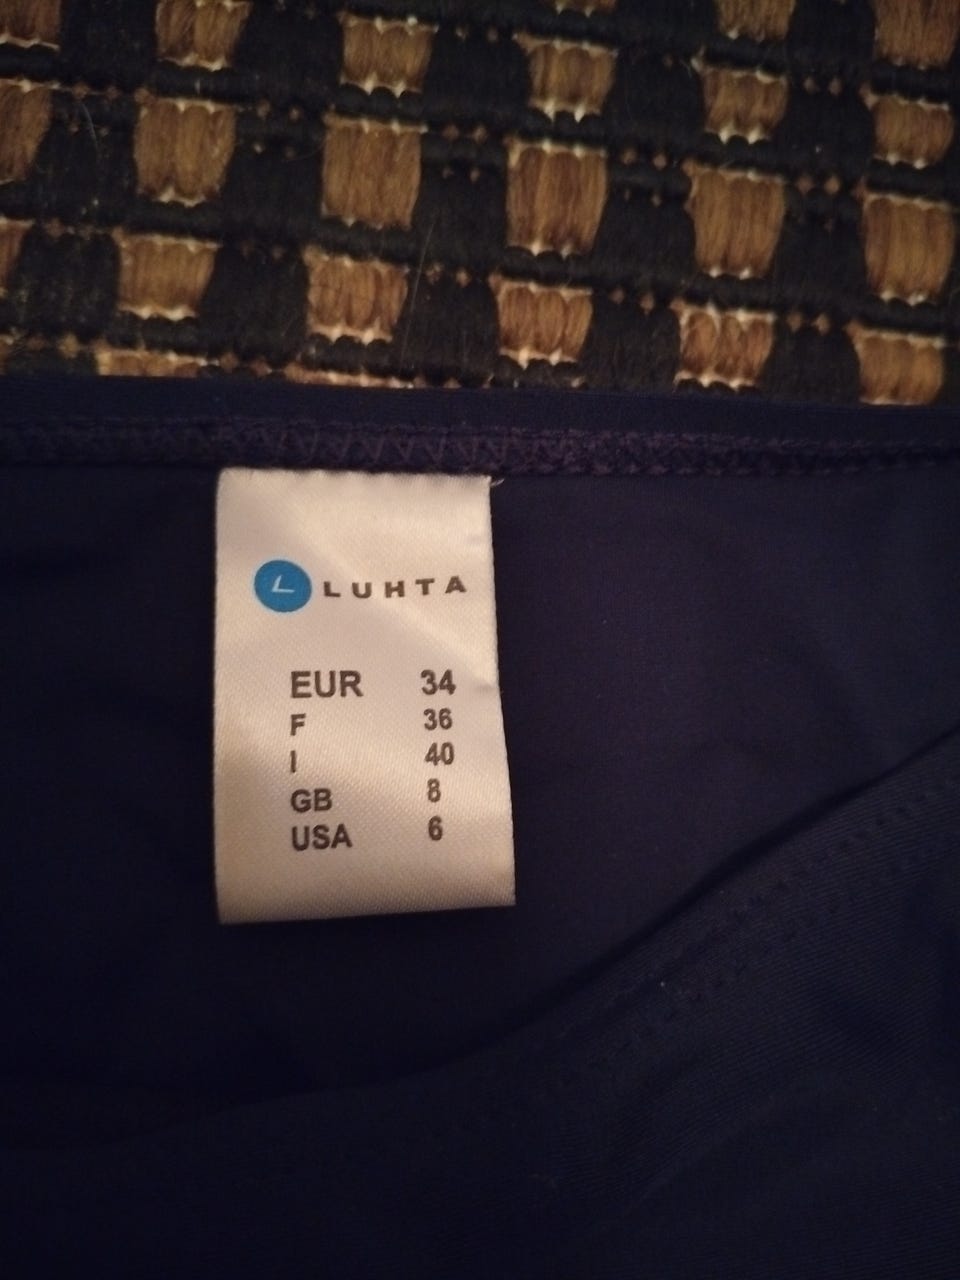 L LUHTA
EUR 34
F 36
I 40
GB 8
USA 6